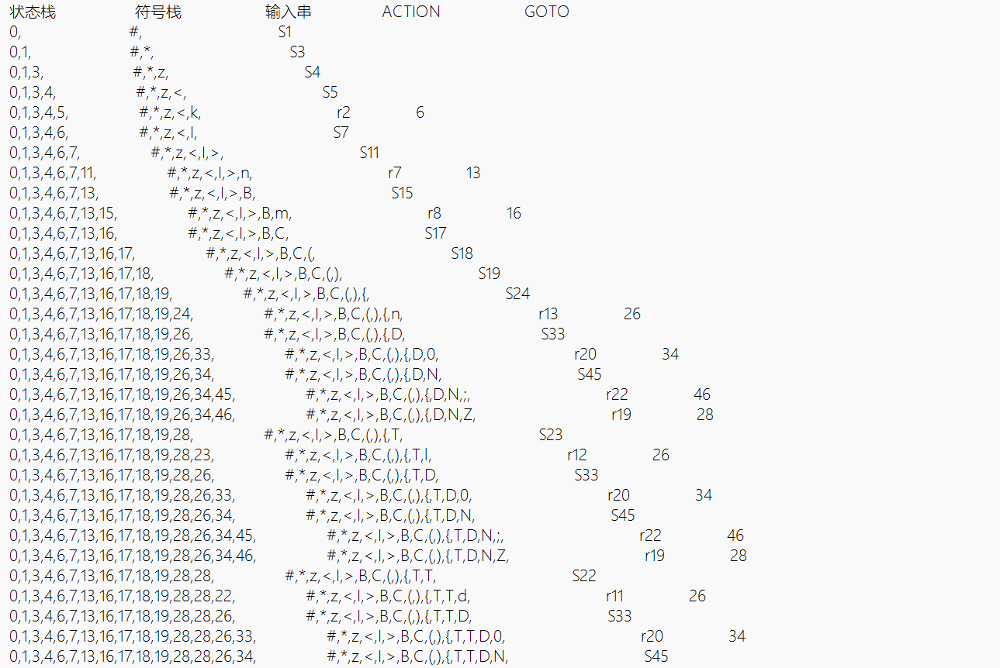 状态栈 符号栈 输入串 ACTION GOTO
0, #, S1
0,1, #,*, S3
0,1,3, #,*,z, S4
0,1,3,4, #,*,z,<, S5
0,1,3,4,5, #,*,z,<,k, r2 6
0,1,3,4,6, #,*,z,<,I, S7
0,1,3,4,6,7, #,*,z,<,I,>, S11
0,1,3,4,6,7,11, #,*,z,<,I,>,n, r7 13
0,1,3,4,6,7,13, #,*,z,<,I,>,B, S15
0,1,3,4,6,7,13,15, #,*,z,<,I,>,B,m, r8 16
0,1,3,4,6,7,13,16, #,*,z,<,I,>,B,C, S17
0,1,3,4,6,7,13,16,17, #,*,z,<,I,>,B,C,(, S18
0,1,3,4,6,7,13,16,17,18, #,*,z,<,I,>,B,C,(,), S19
0,1,3,4,6,7,13,16,17,18,19, #,*,z,<,I,>,B,C,(,),{, S24
0,1,3,4,6,7,13,16,17,18,19,24, #,*,z,<,I,>,B,C,(,),{,n, r13 26
0,1,3,4,6,7,13,16,17,18,19,26, #,*,z,<,I,>,B,C,(,),{,D, S33
0,1,3,4,6,7,13,16,17,18,19,26,33, #,*,z,<,I,>,B,C,(,),{,D,0, r20 34
0,1,3,4,6,7,13,16,17,18,19,26,34, #,*,z,<,I,>,B,C,(,),{,D,N, S45
0,1,3,4,6,7,13,16,17,18,19,26,34,45, #,*,z,<,I,>,B,C,(,),{,D,N,;, r22 46
0,1,3,4,6,7,13,16,17,18,19,26,34,46, #,*,z,<,I,>,B,C,(,),{,D,N,Z, r19 28
0,1,3,4,6,7,13,16,17,18,19,28, #,*,z,<,I,>,B,C,(,),{,T, S23
0,1,3,4,6,7,13,16,17,18,19,28,23, #,*,z,<,I,>,B,C,(,),{,T,l, r12 26
0,1,3,4,6,7,13,16,17,18,19,28,26, #,*,z,<,I,>,B,C,(,),{,T,D, S33
0,1,3,4,6,7,13,16,17,18,19,28,26,33, #,*,z,<,I,>,B,C,(,),{,T,D,0, r20 34
0,1,3,4,6,7,13,16,17,18,19,28,26,34, #,*,z,<,I,>,B,C,(,),{,T,D,N, S45
0,1,3,4,6,7,13,16,17,18,19,28,26,34,45, #,*,z,<,I,>,B,C,(,),{,T,D,N,;, r22 46
0,1,3,4,6,7,13,16,17,18,19,28,26,34,46, #,*,z,<,I,>,B,C,(,),{,T,D,N,Z, r19 28
0,1,3,4,6,7,13,16,17,18,19,28,28, #,*,z,<,I,>,B,C,(,),{,T,T, S22
0,1,3,4,6,7,13,16,17,18,19,28,28,22, #,*,z,<,I,>,B,C,(,),{,T,T,d, r11 26
0,1,3,4,6,7,13,16,17,18,19,28,28,26, #,*,z,<,I,>,B,C,(,),{,T,T,D, S33
0,1,3,4,6,7,13,16,17,18,19,28,28,26,33, #,*,z,<,I,>,B,C,(,),{,T,T,D,0, r20 34
0,1,3,4,6,7,13,16,17,18,19,28,28,26,34, #,*,z,<,I,>,B,C,(,),{,T,T,D,N, S45